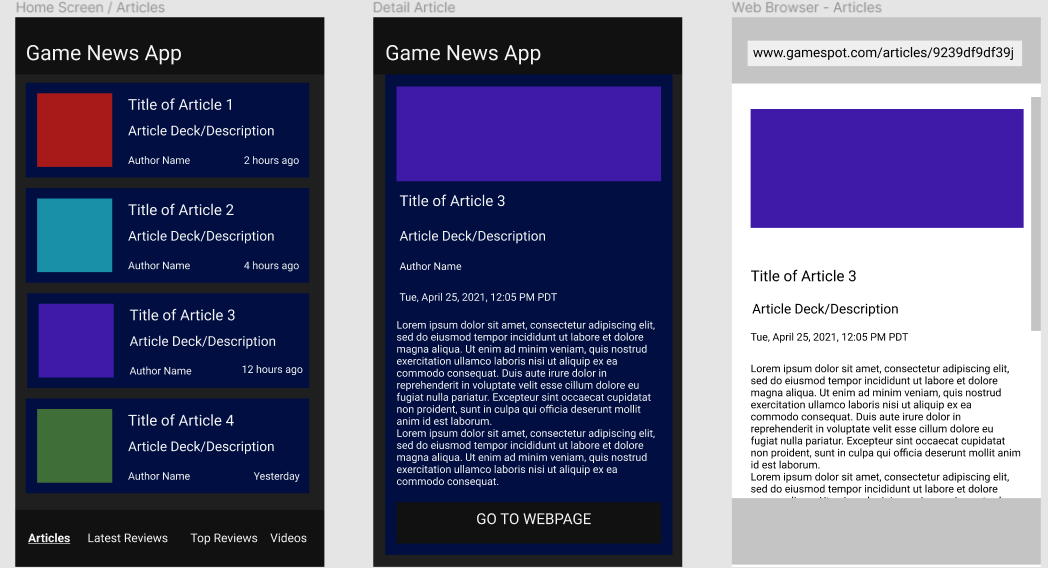 Home Screen / Articles
Game News App
Title of Article 1
Article Deck/Description
Author Name 2 hours ago
Title of Article 2
Article Deck/Description
Author Name 4 hours ago
Title of Article 3
Article Deck/Description
Author Name 12 hours ago
Title of Article 4
Article Deck/Description
Author Name Yesterday
Articles Latest Reviews Top Reviews Videos
Detail Article
Game News App
Title of Article 3
Article Deck/Description
Author Name
Tue, April 25, 2021, 12:05 PM PDT
Lorem ipsum dolor sit amet, consectetur adipiscing elit,
sed do eiusmod tempor incididunt ut labore et dolore
magna aliqua. Ut enim ad minim veniam, quis nostrud
exercitation ullamco laboris nisi ut aliquip ex ea
commodo consequat. Duis aute irure dolor in
reprehenderit in voluptate velit esse cillum dolore eu
fugiat nulla pariatur. Excepteur sint occaecat cupidatat
non proident, sunt in culpa qui officia deserunt mollit
anim id est laborum.
Lorem ipsum dolor sit amet, consectetur adipiscing elit,
sed do eiusmod tempor incididunt ut labore et dolore
magna aliqua. Ut enim ad minim veniam, quis nostrud
exercitation ullamco laboris nisi ut aliquip ex ea
commodo consequat.
GO TO WEBPAGE
Web Browser - Articles
www.gamespot.com/articles/9239df9df39j
Title of Article 3
Article Deck/Description
Tue, April 25, 2021, 12:05 PM PDT
Lorem ipsum dolor sit amet, consectetur adipiscing elit,
sed do eiusmod tempor incididunt ut labore et dolore
magna aliqua. Ut enim ad minim veniam, quis nostrud
exercitation ullamco laboris nisi ut aliquip ex ea
commodo consequat. Duis aute irure dolor in
reprehenderit in voluptate velit esse cillum dolore eu
fugiat nulla pariatur. Excepteur sint occaecat cupidatat
non proident, sunt in culpa qui officia deserunt mollit anim
id est laborum.
Lorem ipsum dolor sit amet, consectetur adipiscing elit,
sed do eiusmod tempor incididunt ut labore et dolore